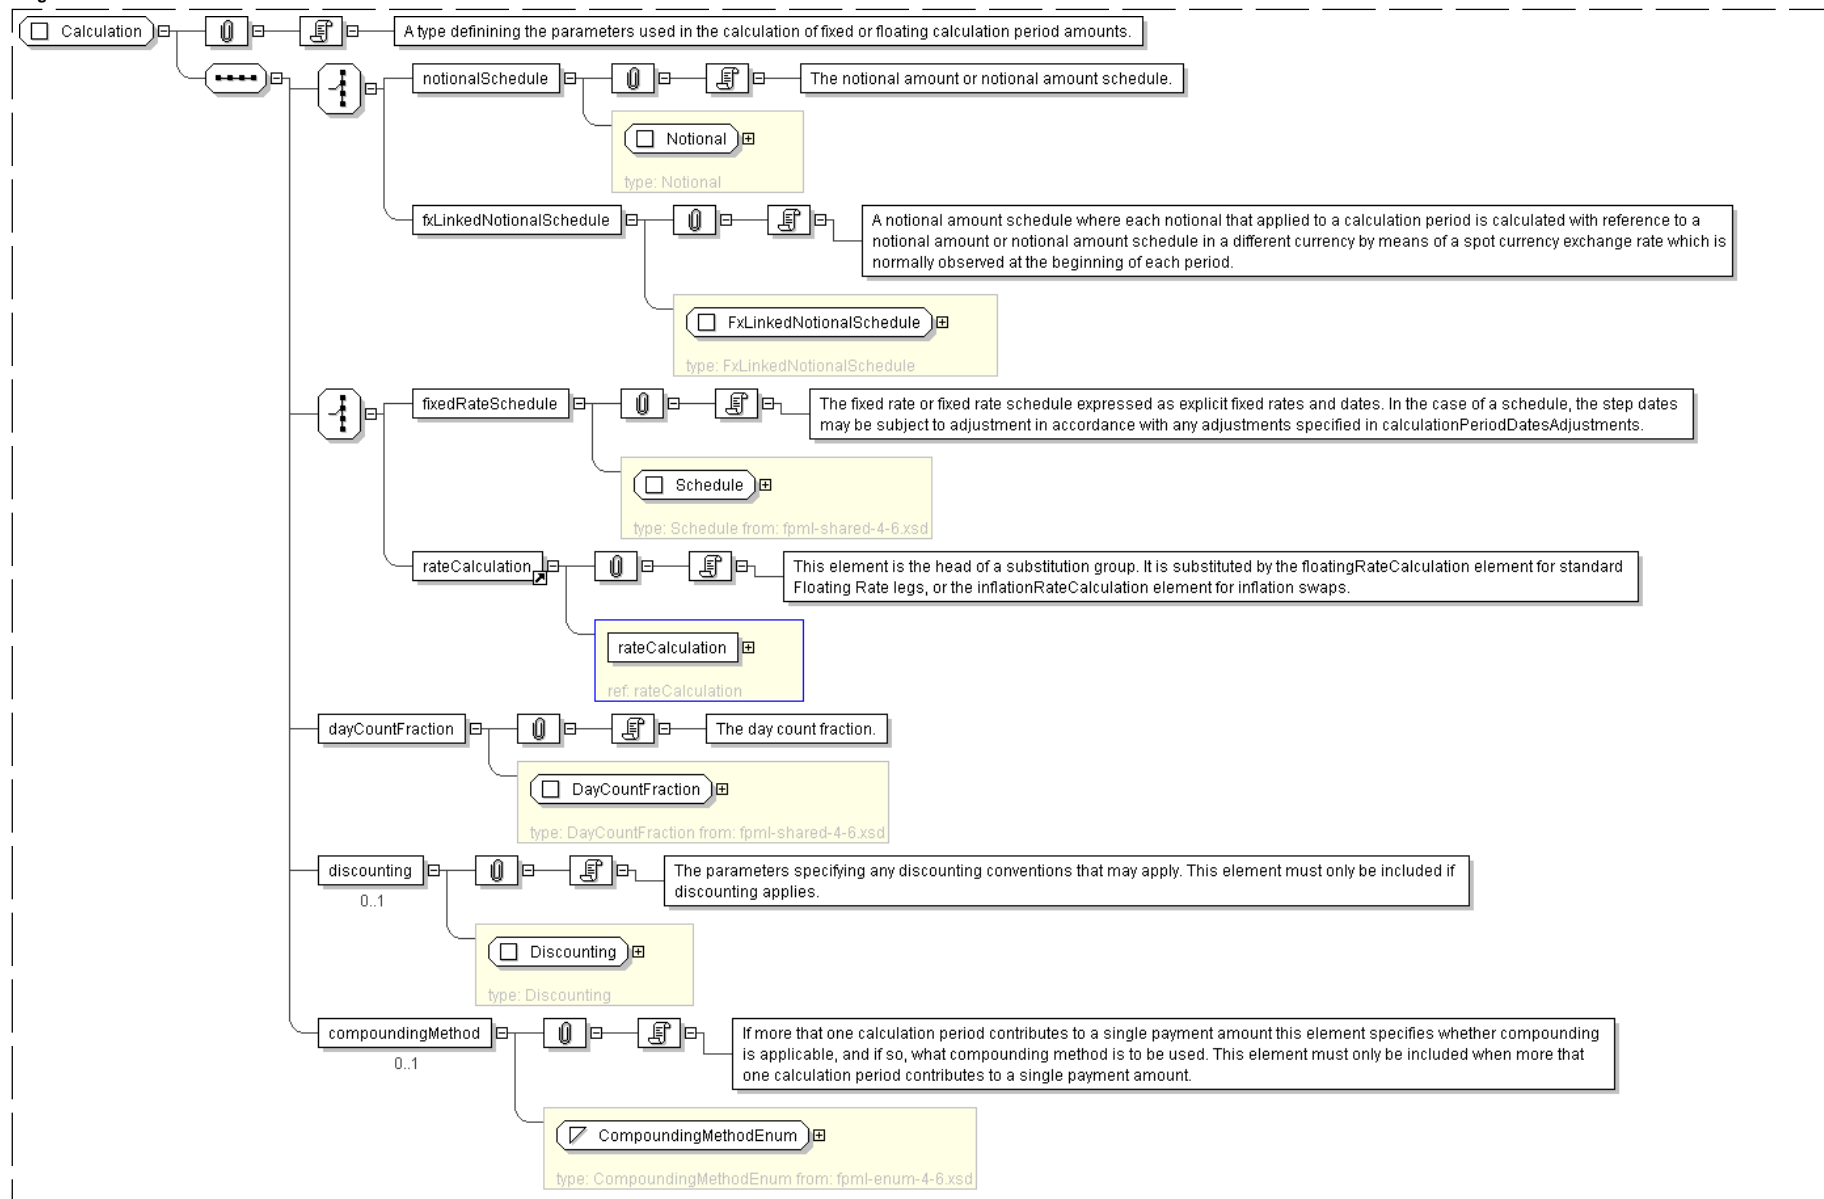 Calculation
A type definining the parameters used in the calculation of fixed or floating calculation period amounts.
notionalSchedule
The notional amount or notional amount schedule.
Notional
type: Notional
fxLinkedNotionalSchedule
A notional amount schedule where each notional that applied to a calculation period is calculated with reference to a
notional amount or notional amount schedule in a different currency by means of a spot currency exchange rate which is
normally observed at the beginning of each period.
FxLinkedNotionalSchedule
type: FxLinkedNotionalSchedule
fixedRateSchedule
The fixed rate or fixed rate schedule expressed as explicit fixed rates and dates. In the case of a schedule, the step dates
may be subject to adjustment in accordance with any adjustments specified in calculationPeriodDatesAdjustments.
Schedule
type: Schedule from: fpml-shared-4-6.xsd
rateCalculation
This element is the head of a substitution group. It is substituted by the floatingRateCalculation element for standard
Floating Rate legs, or the inflationRateCalculation element for inflation swaps.
rateCalculation
ref: rateCalculation
dayCountFraction
The day count fraction.
DayCountFraction
type: DayCountFraction from: fpml-shared-4-6.xsd
discounting
The parameters specifying any discounting conventions that may apply. This element must only be included if
discounting applies.
0..1
Discounting
type: Discounting
compoundingMethod
If more that one calculation period contributes to a single payment amount this element specifies whether compounding
is applicable, and if so, what compounding method is to be used. This element must only be included when more that
one calculation period contributes to a single payment amount.
0..1
CompoundingMethodEnum
type: CompoundingMethodEnum from: fpml-enum-4-6.xsd